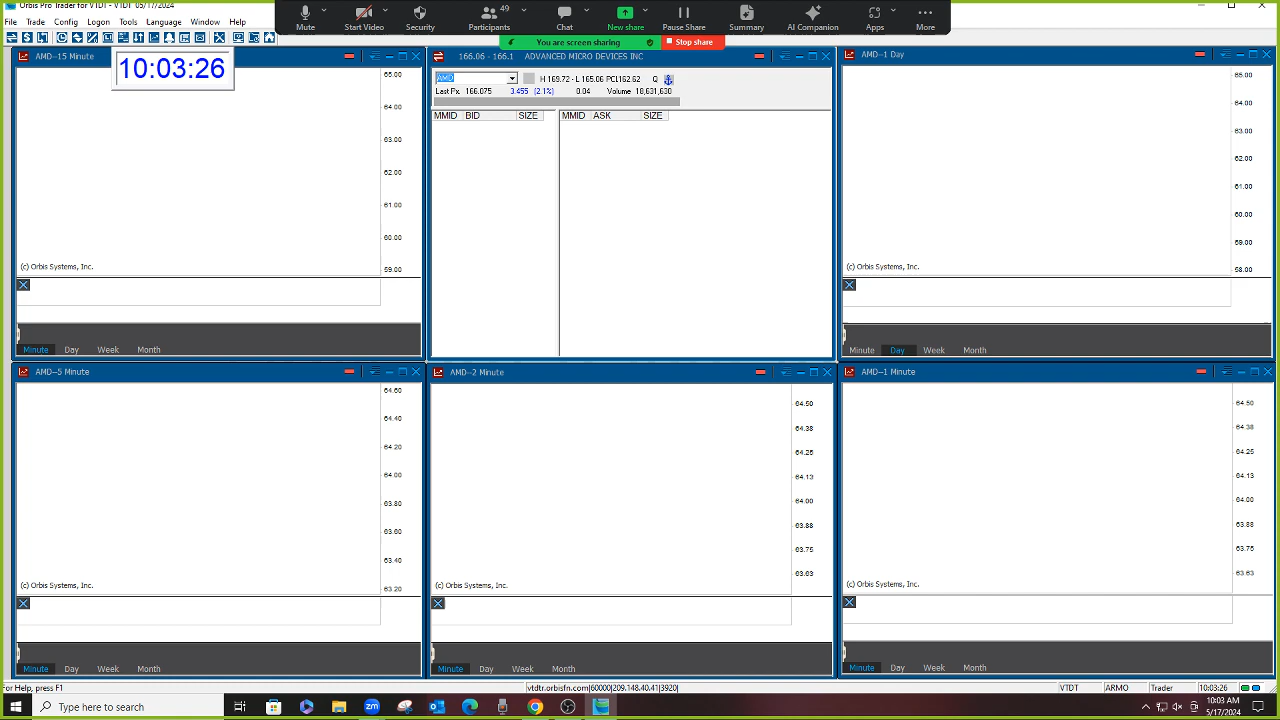 Orbis Pro Trader for VTDT - VTDT 05/17/2024
File Trade Config Logon Tools Language Window Help
Mute
Start Video
Security
49
Participants
Chat
New share
Pause Share
Summary
AI Companion
Apps
More
You are screen sharing
Stop share
10:03:26
AMD--15 Minute
65.00
64.00
63.00
62.00
61.00
60.00
59.00
(c) Orbis Systems, Inc.
Minute Day Week Month
166.06 - 166.1 ADVANCED MICRO DEVICES INC
AMD H 169.72 - L 165.06 PCL162.62 Q
Last Px. 166.075 3.455 (2.1%) 0.04 Volume 18,631,630
MMID BID SIZE MMID ASK SIZE
AMD--1 Day
65.00
64.00
63.00
62.00
61.00
60.00
59.00
58.00
(c) Orbis Systems, Inc.
Minute Day Week Month
AMD--5 Minute
64.60
64.40
64.20
64.00
63.80
63.60
63.40
63.20
(c) Orbis Systems, Inc.
Minute Day Week Month
AMD--2 Minute
64.50
64.38
64.25
64.13
64.00
63.88
63.75
63.63
(c) Orbis Systems, Inc.
Minute Day Week Month
AMD--1 Minute
64.50
64.38
64.25
64.13
64.00
63.88
63.75
63.63
(c) Orbis Systems, Inc.
Minute Day Week Month
For Help, press F1
vtdtr.orbisfn.com|60000|209.148.40.41|3920|
VTDT ARMO Trader 10:03:26
Type here to search
zm
10:03 AM
5/17/2024